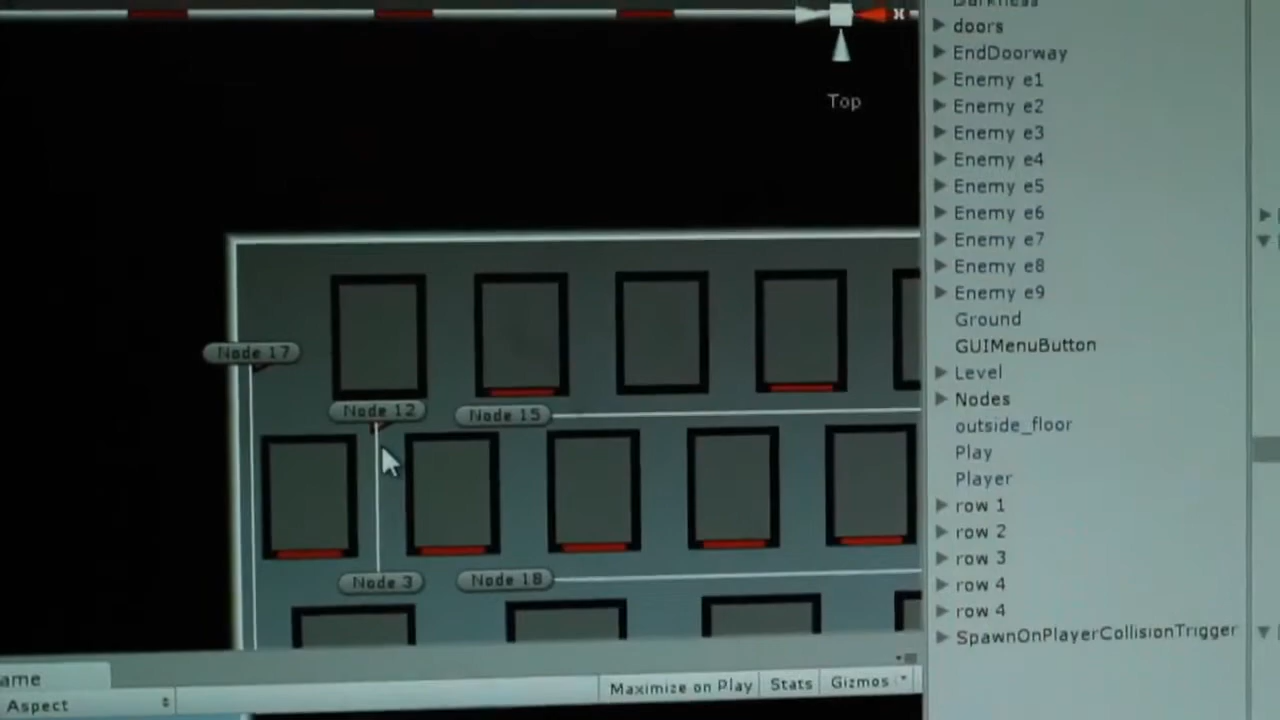 Darkness
doors
EndDoorway
Enemy e1
Enemy e2
Enemy e3
Enemy e4
Enemy e5
Enemy e6
Enemy e7
Enemy e8
Enemy e9
Ground
GUIMenuButton
Level
Nodes
outside_floor
Play
Player
row 1
row 2
row 3
row 4
row 4
SpawnOnPlayerCollisionTrigger
x
Top
Node 17
Node 12
Node 15
Node 3
Node 18
ame
Maximize on Play
Stats
Gizmos
Aspect